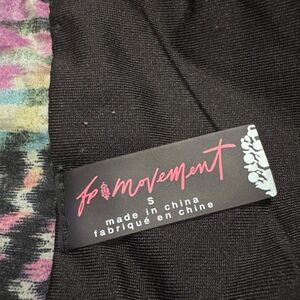 fp movement
S
made in china
fabriqué en chine